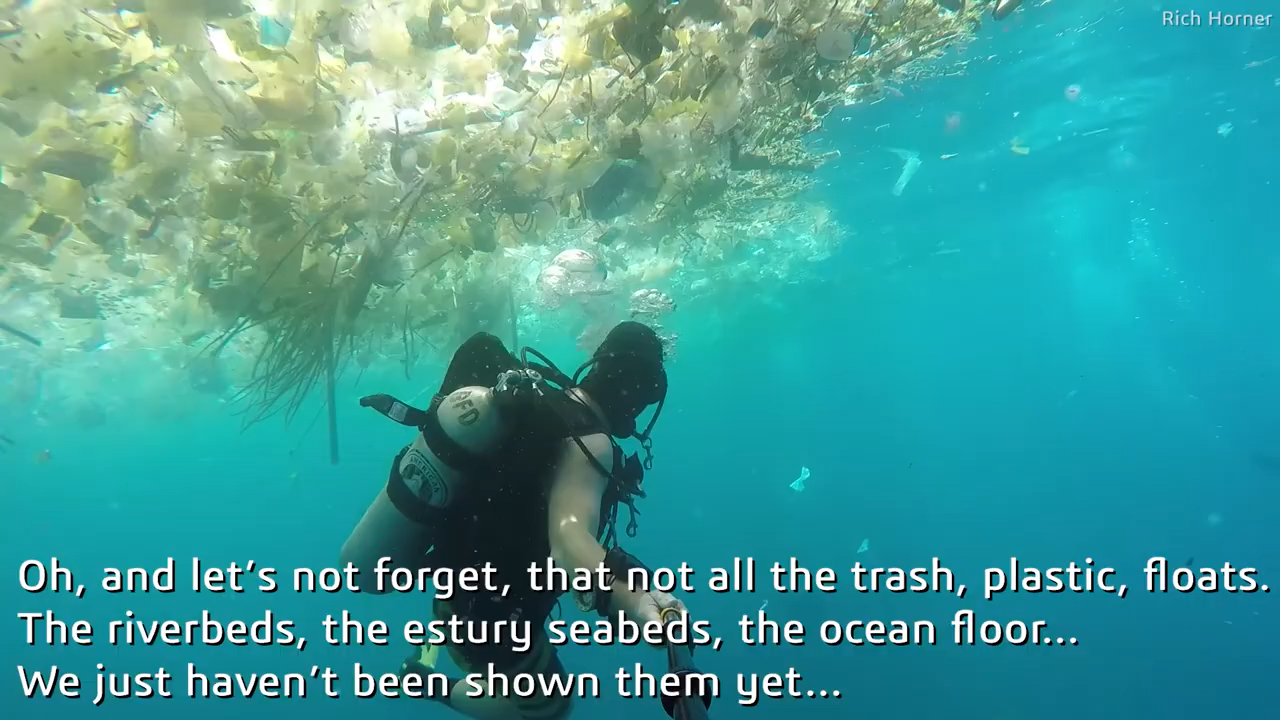 Rich Horner
BFD
Oh, and let's not forget, that not all the trash, plastic, floats.
The riverbeds, the estury seabeds, the ocean floor...
We just haven't been shown them yet...